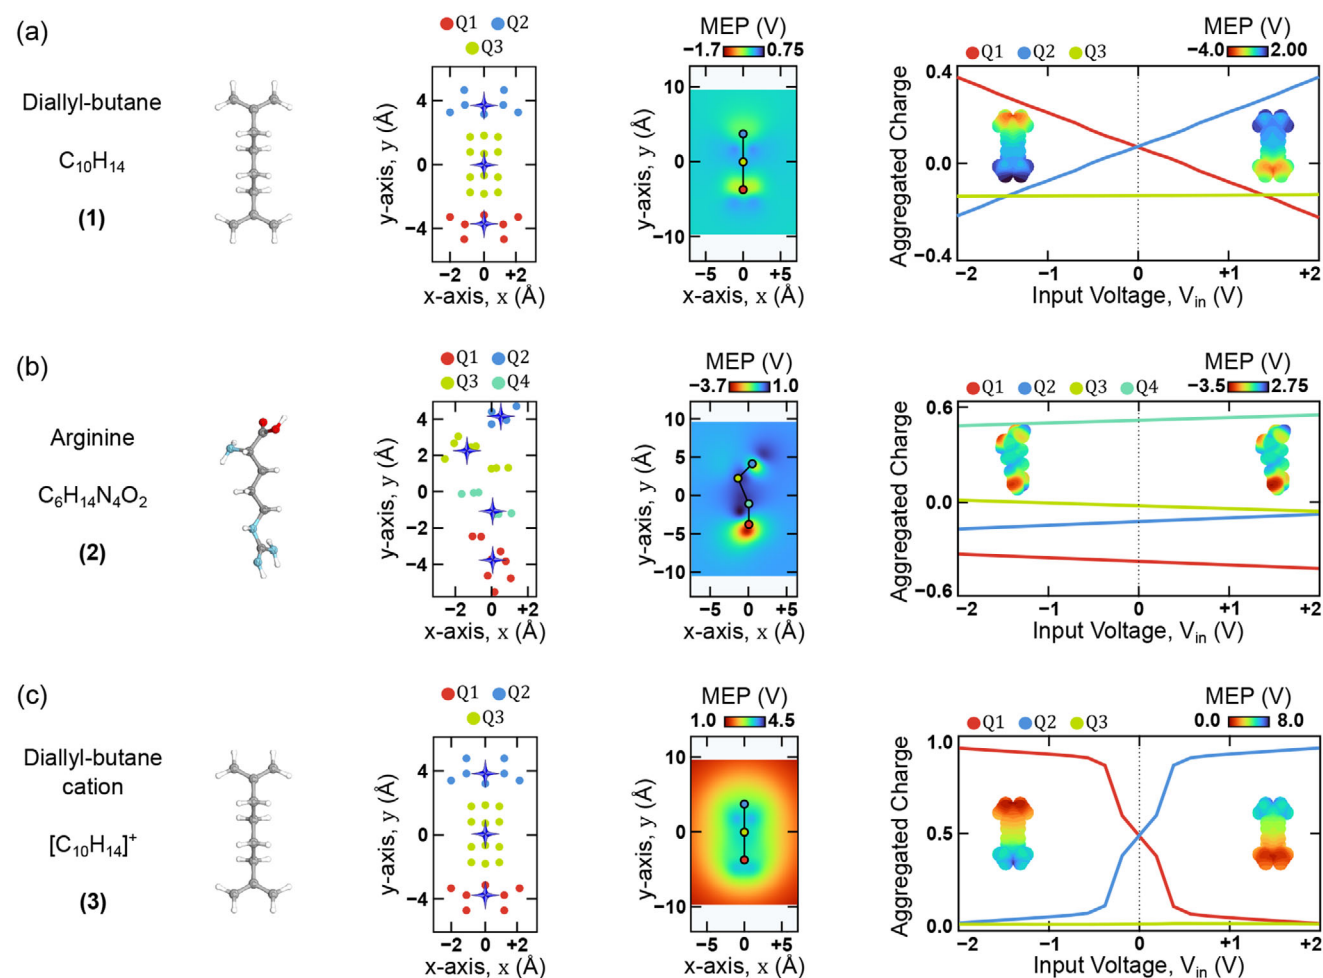 (a)
Diallyl-butane
C₁₀H₁₄
(1)
Q1 Q2
Q3
y-axis, y (Å)
4
0
−4
−2 0 +2
x-axis, x (Å)
MEP (V)
−1.7 0.75
y-axis, y (Å)
10
0
−10
−5 0 +5
x-axis, x (Å)
Q1 Q2 Q3
MEP (V)
−4.0 2.00
Aggregated Charge
0.4
0.0
−0.4
−2 −1 0 +1 +2
Input Voltage, Vᵢₙ (V)
(b)
Arginine
C₆H₁₄N₄O₂
(2)
Q1 Q2
Q3 Q4
y-axis, y (Å)
4
2
0
−2
−4
−2 0 +2
x-axis, x (Å)
MEP (V)
−3.7 1.0
y-axis, y (Å)
10
5
0
−5
−10
−5 0 +5
x-axis, x (Å)
Q1 Q2 Q3 Q4
MEP (V)
−3.5 2.75
Aggregated Charge
0.6
0.0
−0.6
−2 −1 0 +1 +2
Input Voltage, Vᵢₙ (V)
(c)
Diallyl-butane
cation
[C₁₀H₁₄]⁺
(3)
Q1 Q2
Q3
y-axis, y (Å)
4
0
−4
−2 0 +2
x-axis, x (Å)
MEP (V)
1.0 4.5
y-axis, y (Å)
10
0
−10
−5 0 +5
x-axis, x (Å)
Q1 Q2 Q3
MEP (V)
0.0 8.0
Aggregated Charge
1.0
0.5
0.0
−2 −1 0 +1 +2
Input Voltage, Vᵢₙ (V)